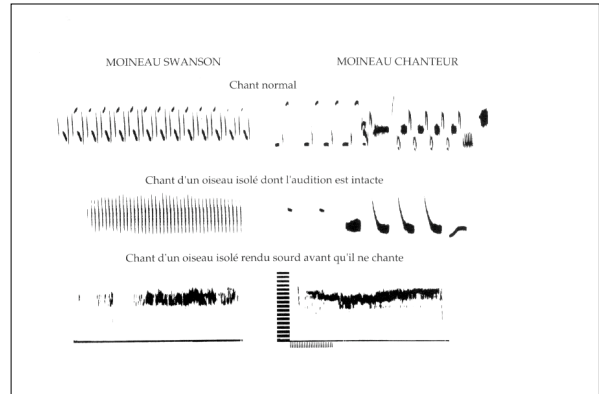 MOINEAU SWANSON
MOINEAU CHANTEUR
Chant normal
Chant d'un oiseau isolé dont l'audition est intacte
Chant d'un oiseau isolé rendu sourd avant qu'il ne chante